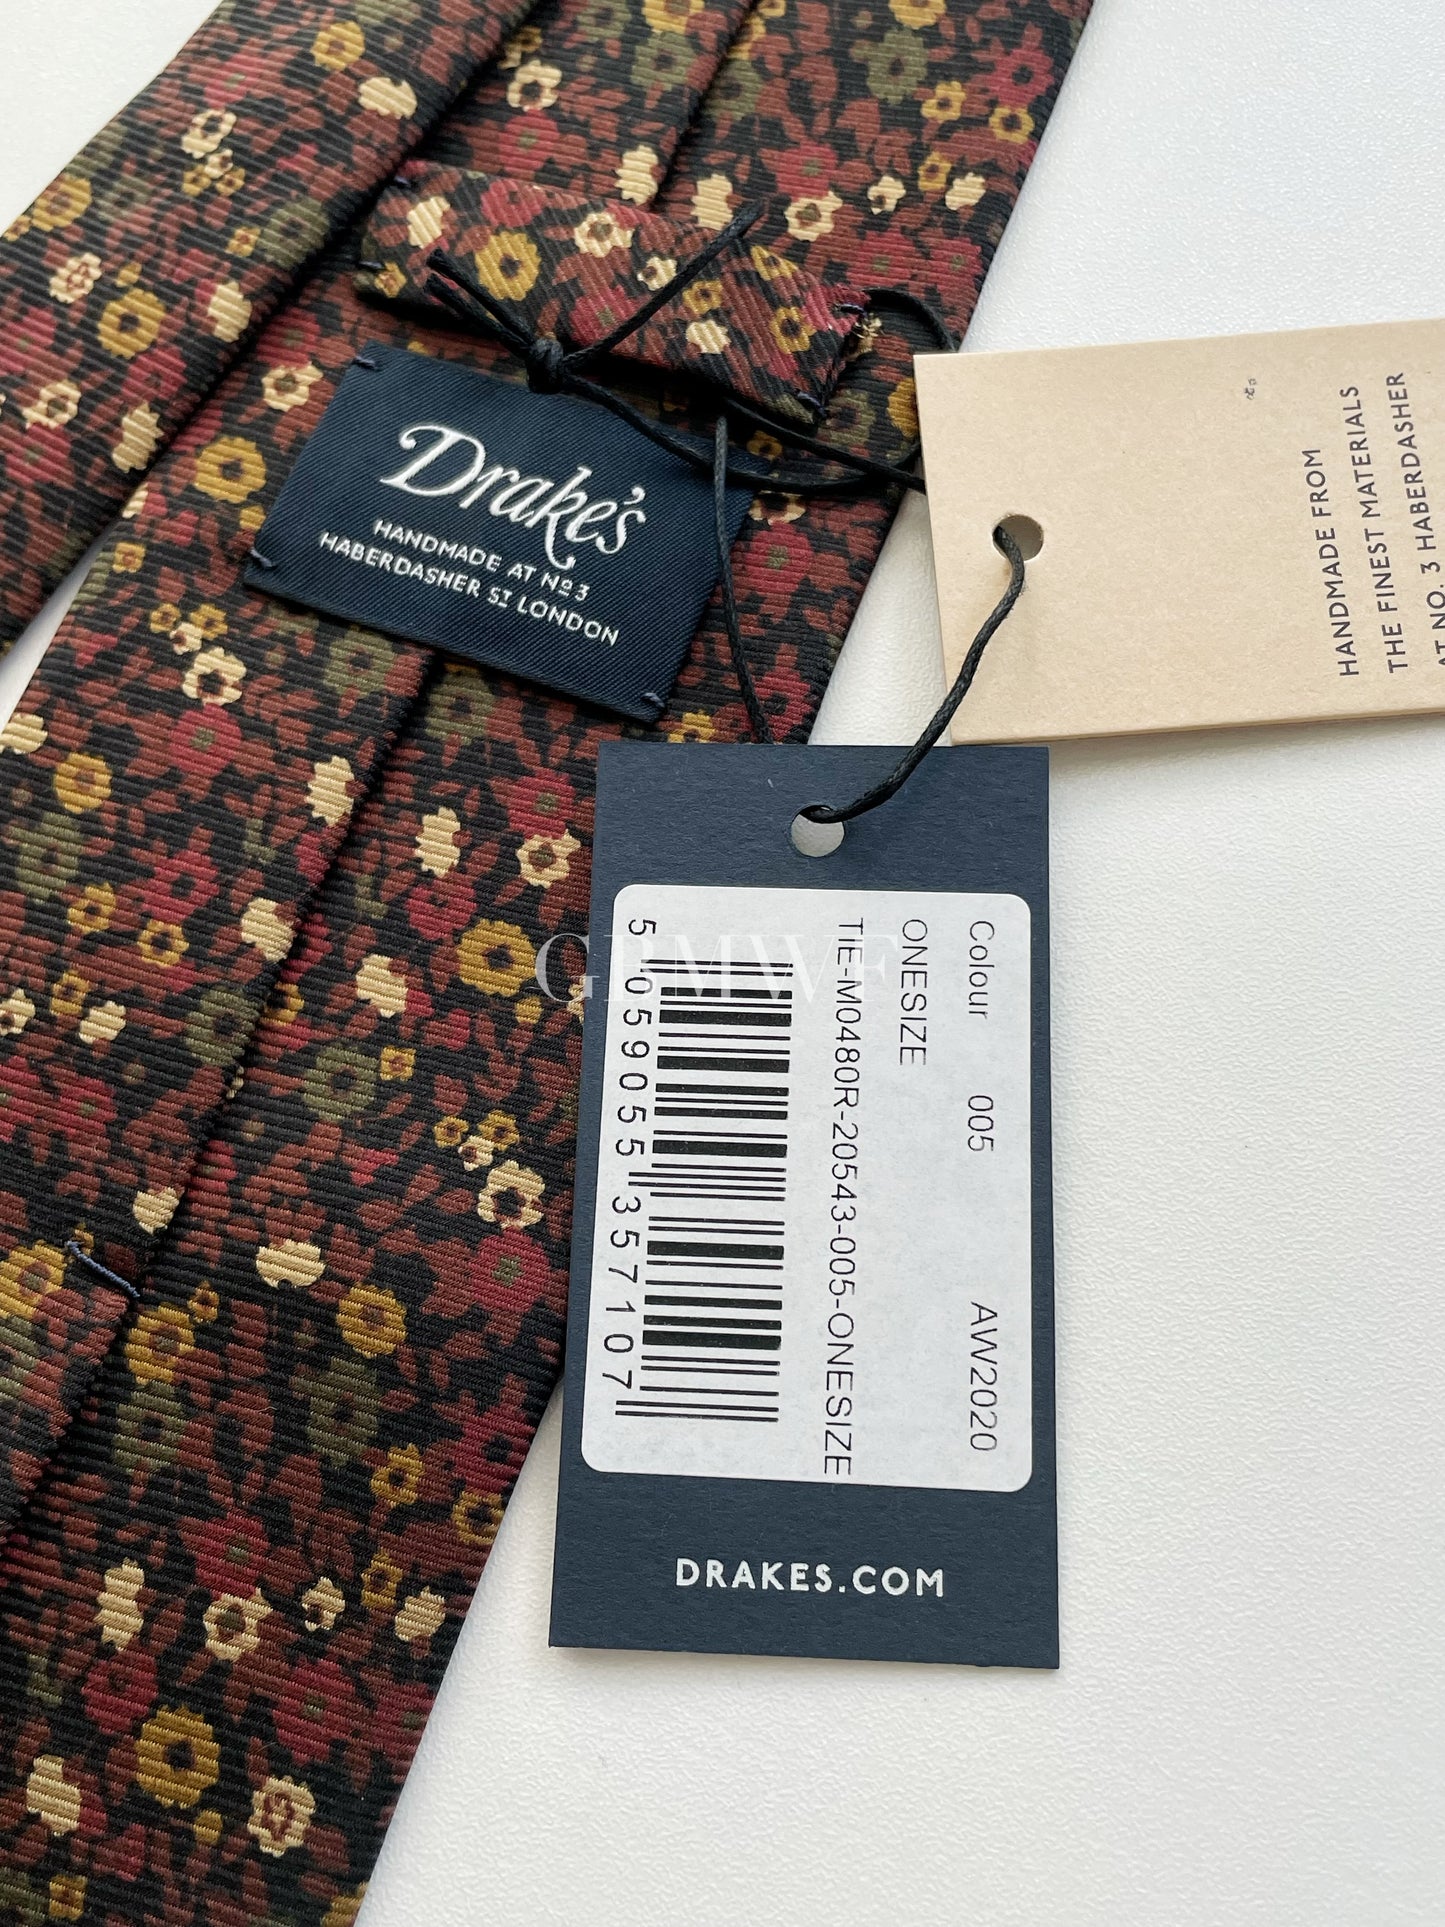 Drake's
HANDMADE AT Nº3
HABERDASHER ST LONDON
HANDMADE FROM
THE FINEST MATERIALS
AT NO. 3 HABERDASHER
Colour 005 AW2020
ONESIZE
TIE-M0480R-20543-005-ONESIZE
5 059055 357107
DRAKES.COM
GBMWF